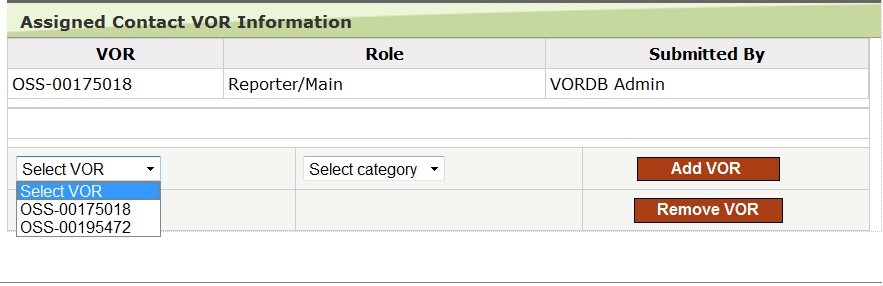 Assigned Contact VOR Information
VOR Role Submitted By
OSS-00175018 Reporter/Main VORDB Admin
Select VOR Select category Add VOR
Select VOR
OSS-00175018 Remove VOR
OSS-00195472